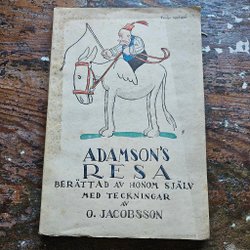 ADAMSON'S
RESA
BERÄTTAD AV HONOM SJÄLV
MED TECKNINGAR
AV
O. JACOBSSON